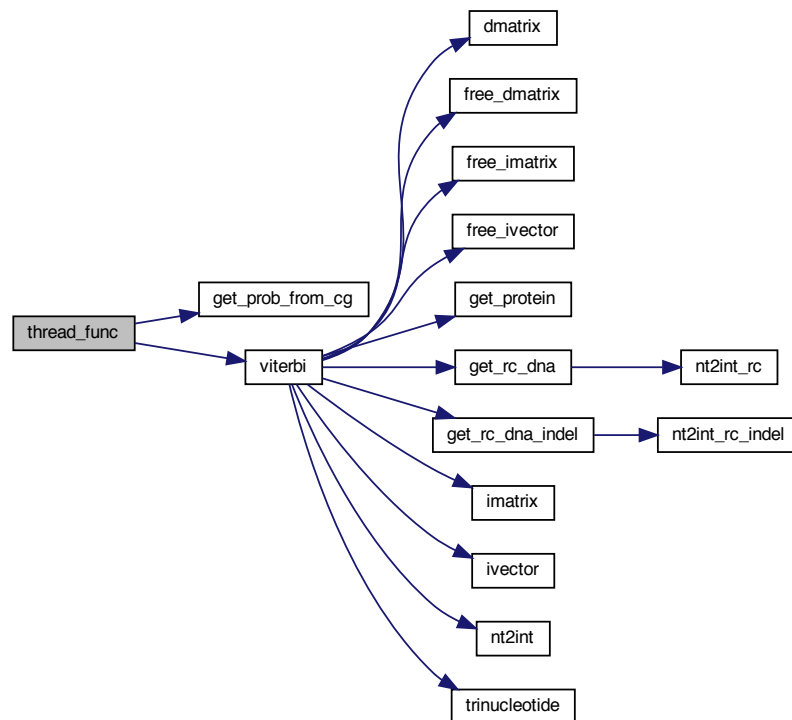 dmatrix
free_dmatrix
free_imatrix
free_ivector
get_prob_from_cg
get_protein
thread_func
viterbi
get_rc_dna
nt2int_rc
get_rc_dna_indel
nt2int_rc_indel
imatrix
ivector
nt2int
trinucleotide